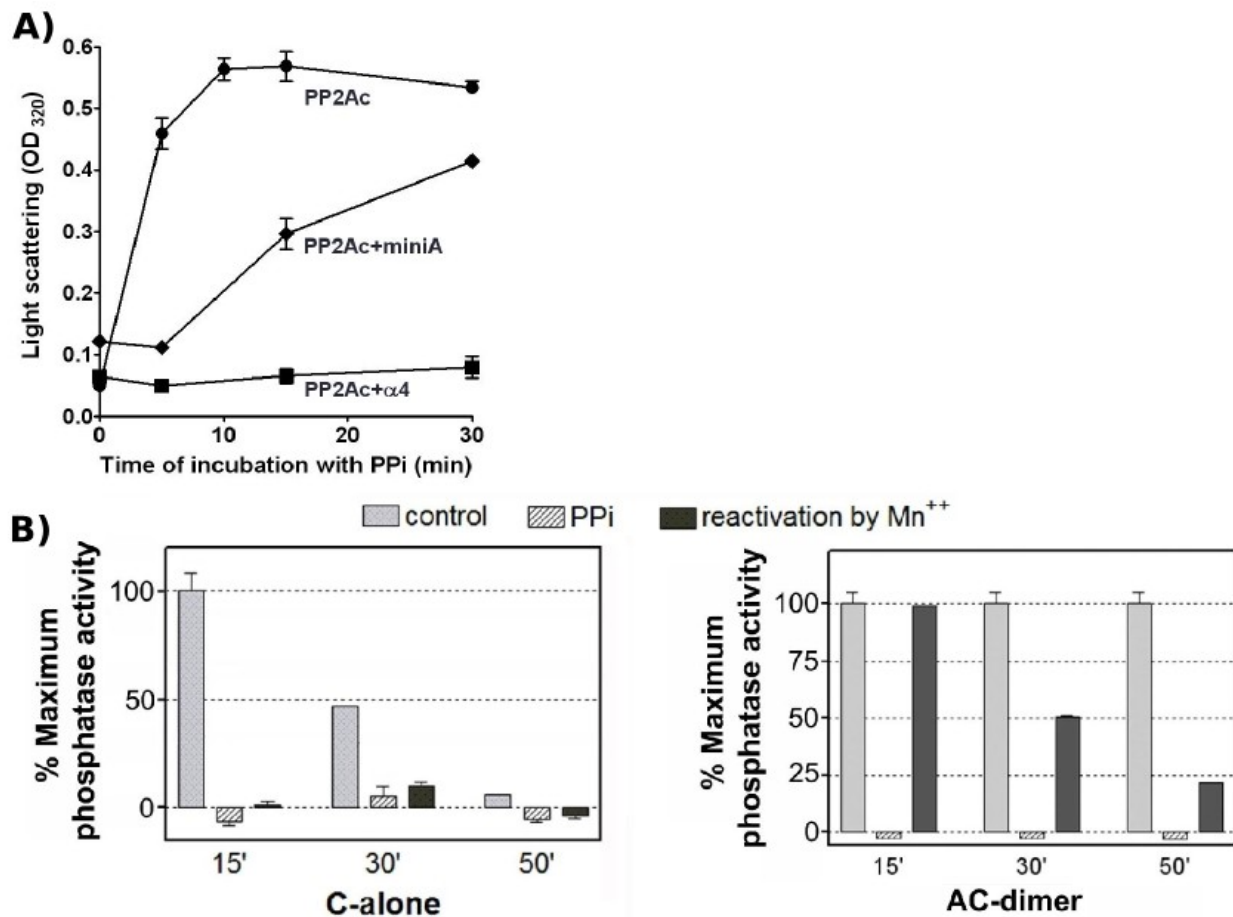 A)
Light scattering (OD320)
0.6
0.5
0.4
0.3
0.2
0.1
0.0
PP2Ac
PP2Ac+miniA
PP2Ac+α4
0 10 20 30
Time of incubation with PPi (min)
B)
control PPi reactivation by Mn++
% Maximum
phosphatase activity
100
50
0
15' 30' 50'
C-alone
% Maximum
phosphatase activity
100
75
50
25
0
15' 30' 50'
AC-dimer